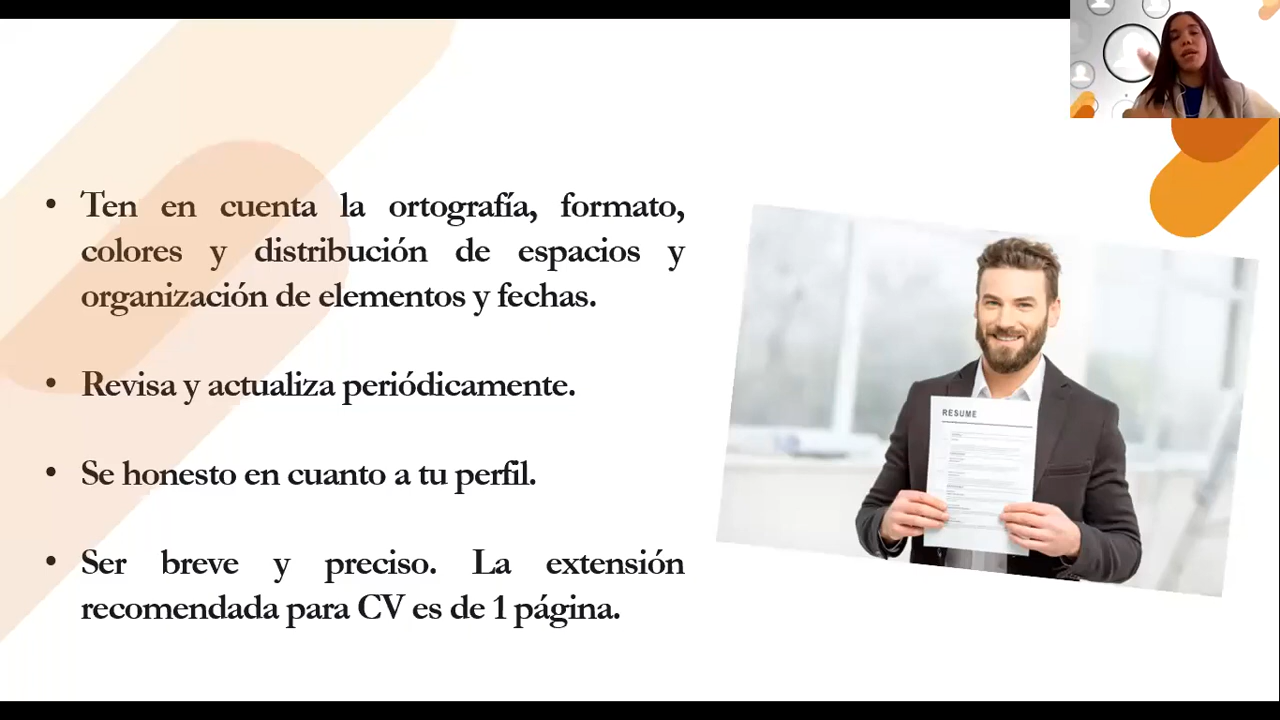 • Ten en cuenta la ortografía, formato,
colores y distribución de espacios y
organización de elementos y fechas.
• Revisa y actualiza periódicamente.
• Se honesto en cuanto a tu perfil.
• Ser breve y preciso. La extensión
recomendada para CV es de 1 página.
RESUME